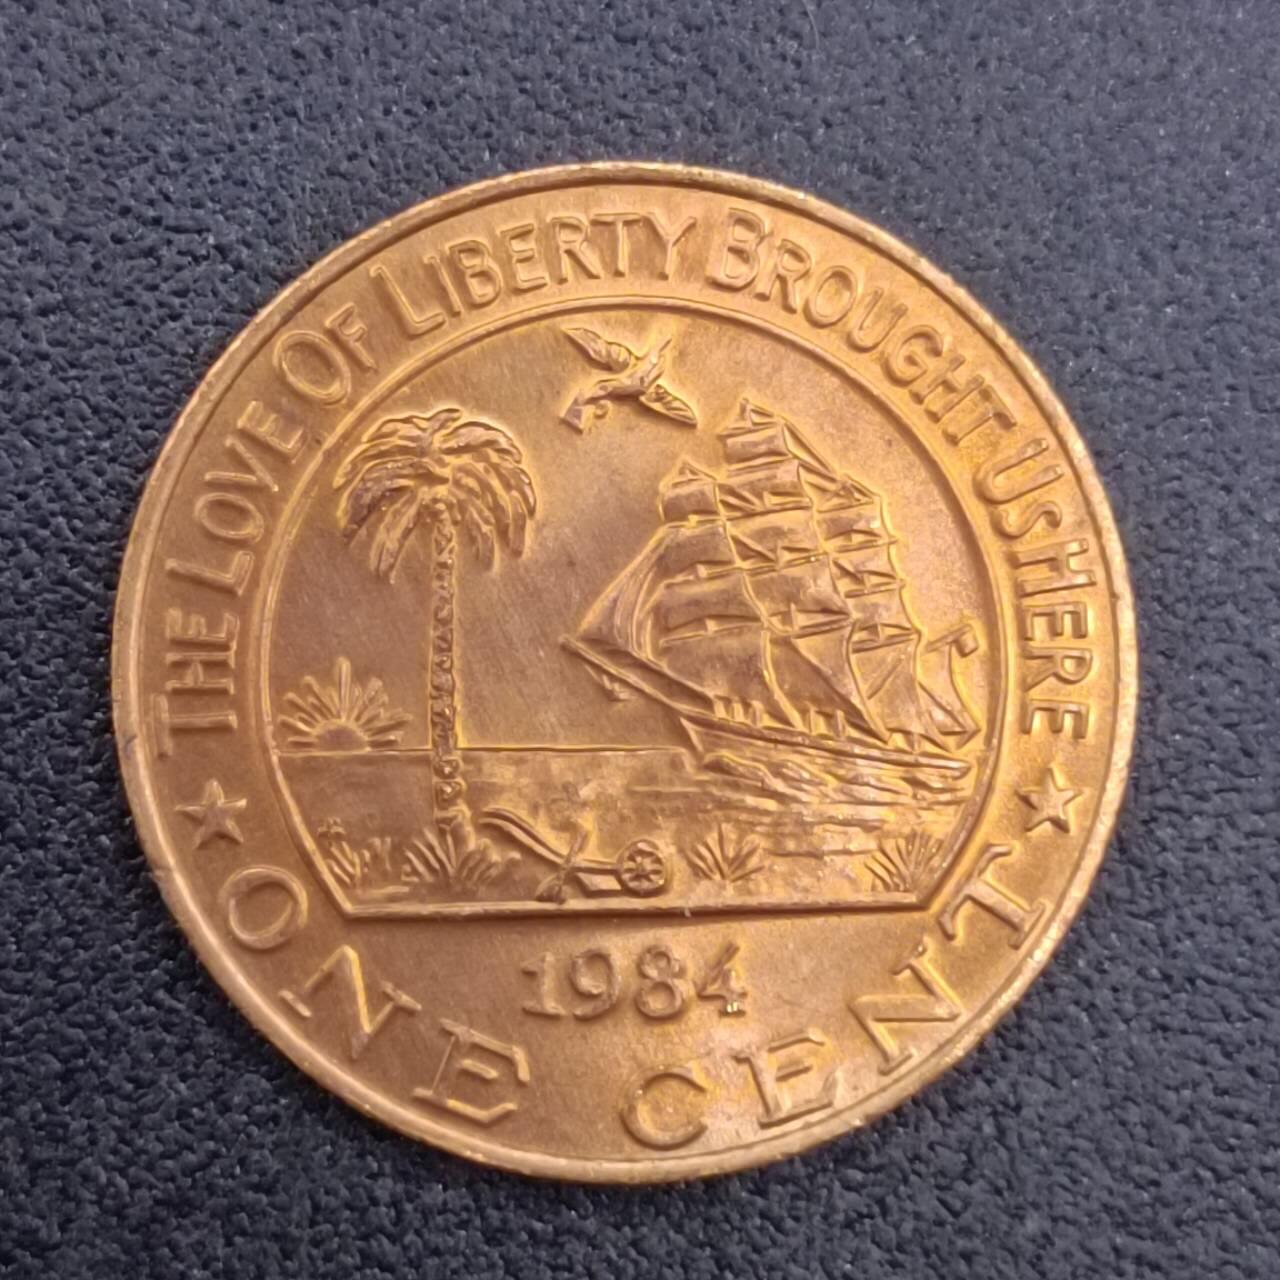 THE LOVE OF LIBERTY BROUGHT US HERE
1984
ONE CENT